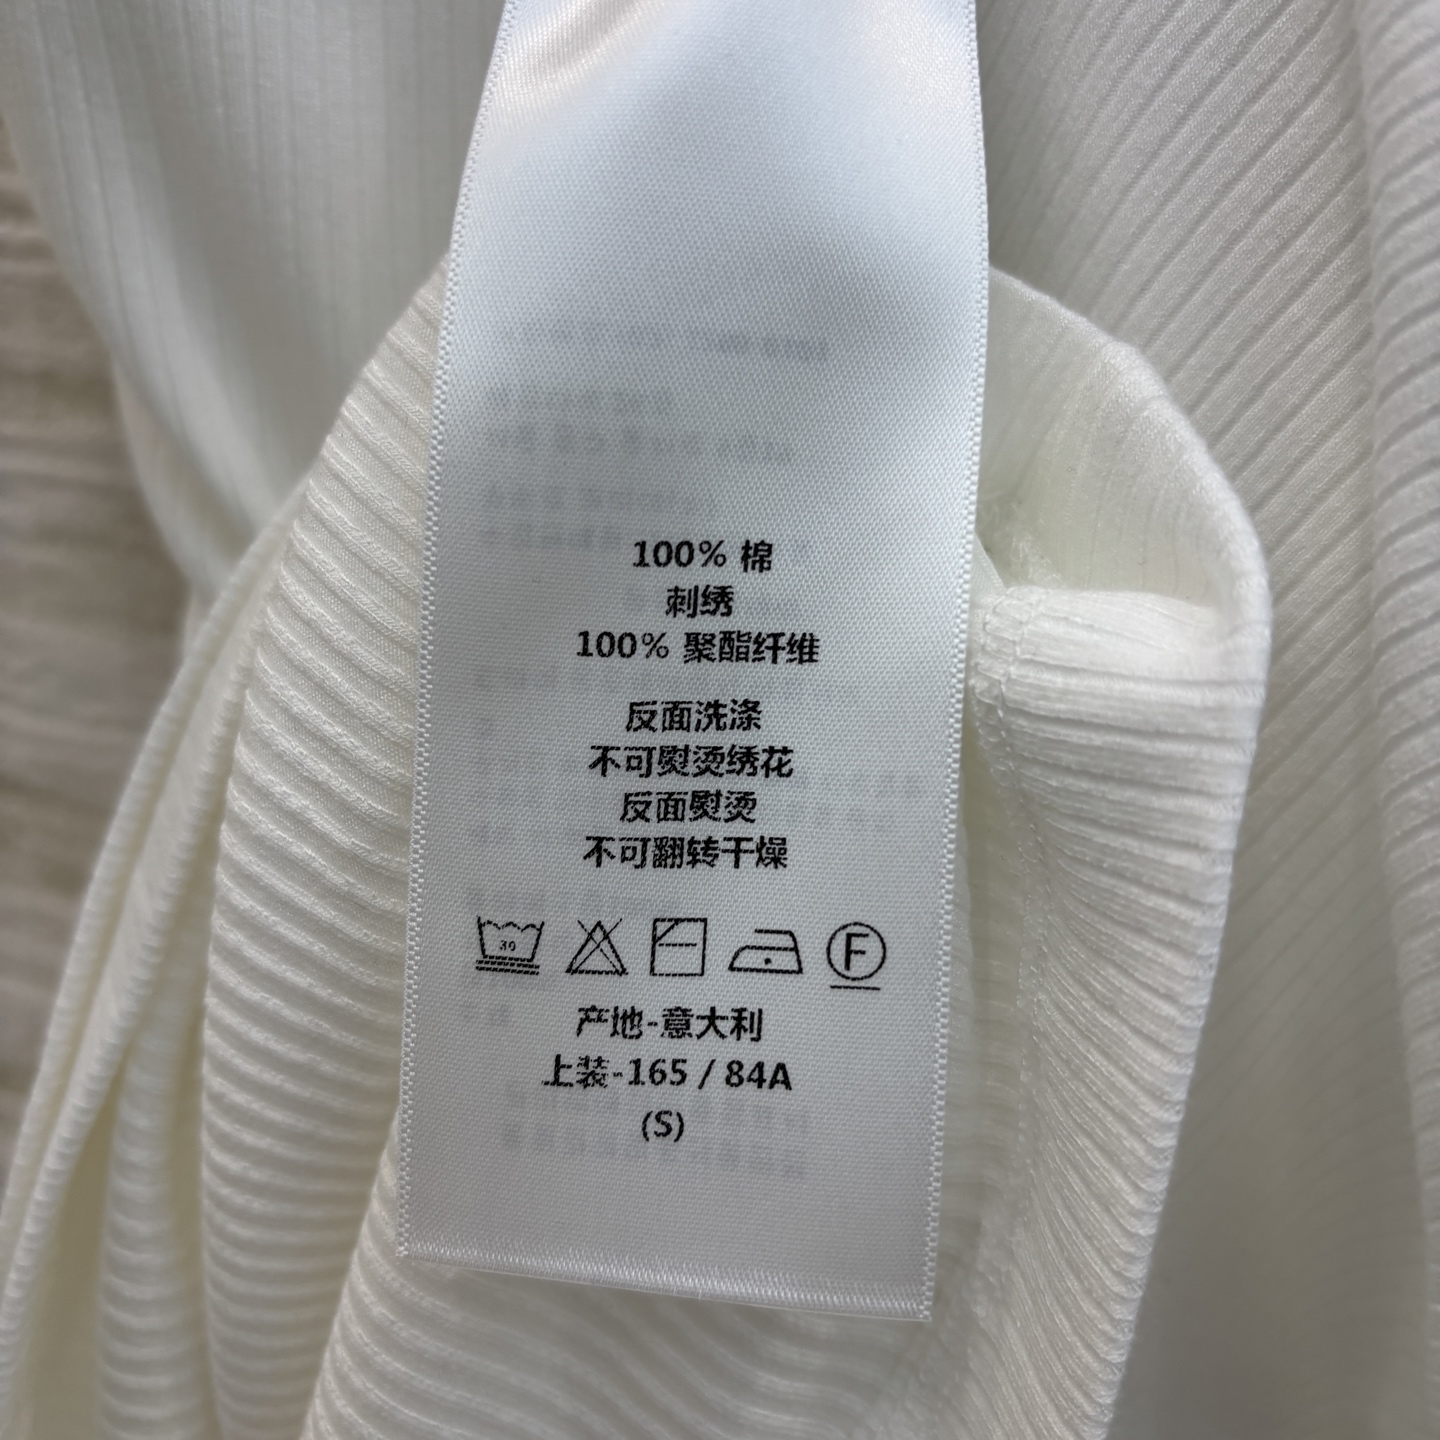 100% 棉
刺绣
100% 聚酯纤维
反面洗涤
不可熨烫绣花
反面熨烫
不可翻转干燥
30
F
产地-意大利
上装-165 / 84A
(S)